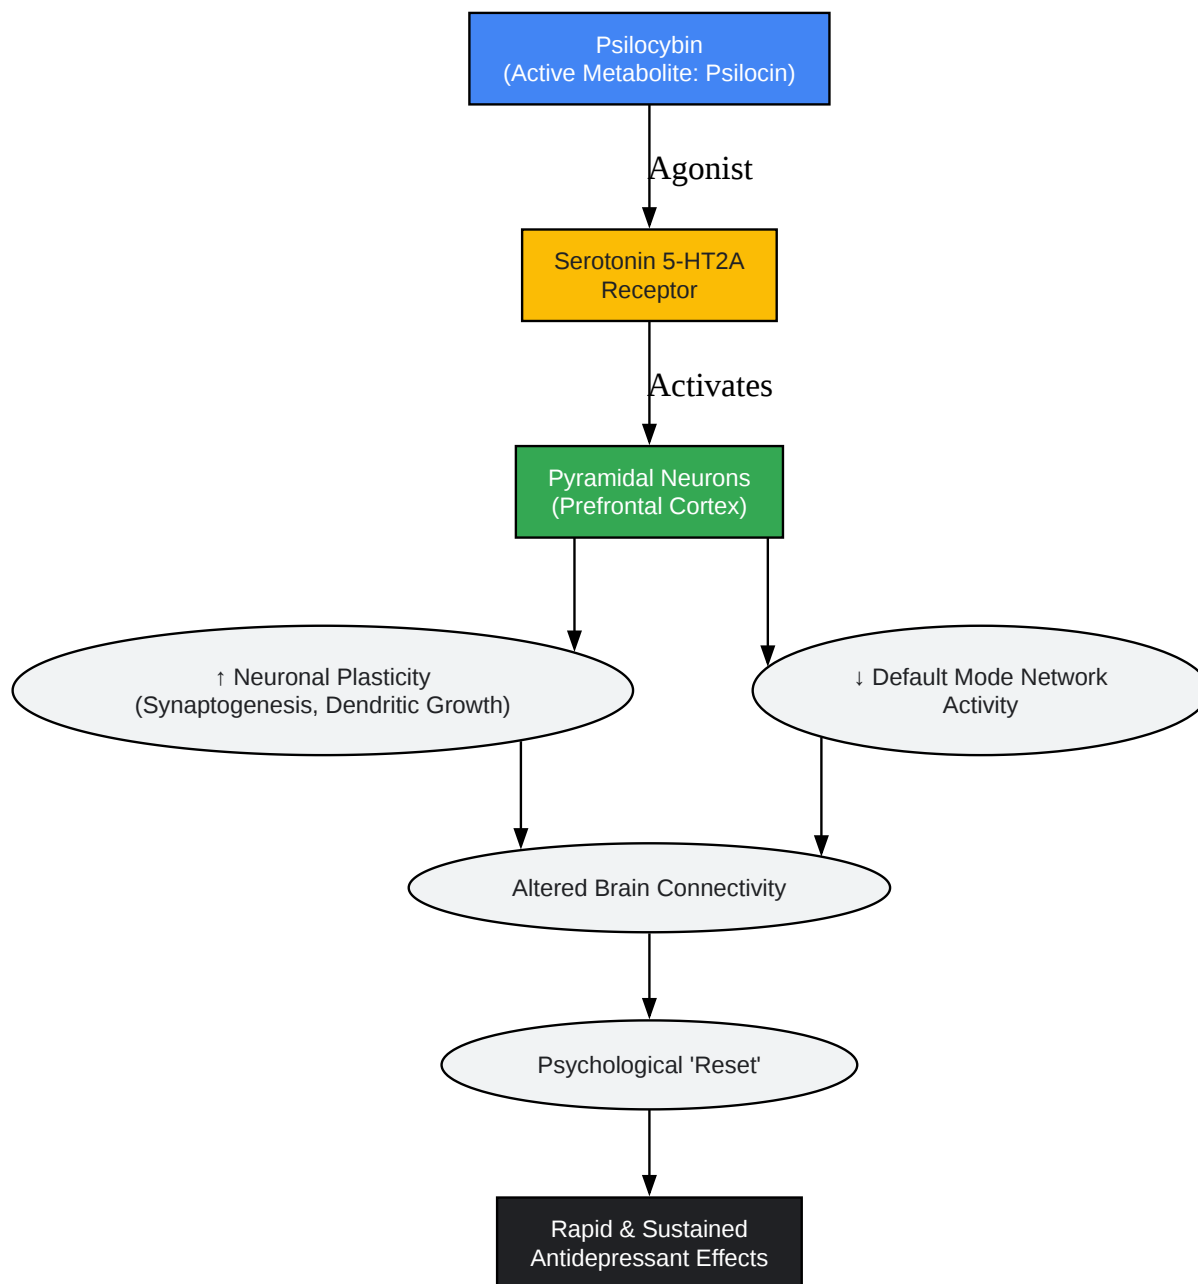 Psilocybin
(Active Metabolite: Psilocin)
Agonist
Serotonin 5-HT2A
Receptor
Activates
Pyramidal Neurons
(Prefrontal Cortex)
↑ Neuronal Plasticity
(Synaptogenesis, Dendritic Growth)
↓ Default Mode Network
Activity
Altered Brain Connectivity
Psychological 'Reset'
Rapid & Sustained
Antidepressant Effects